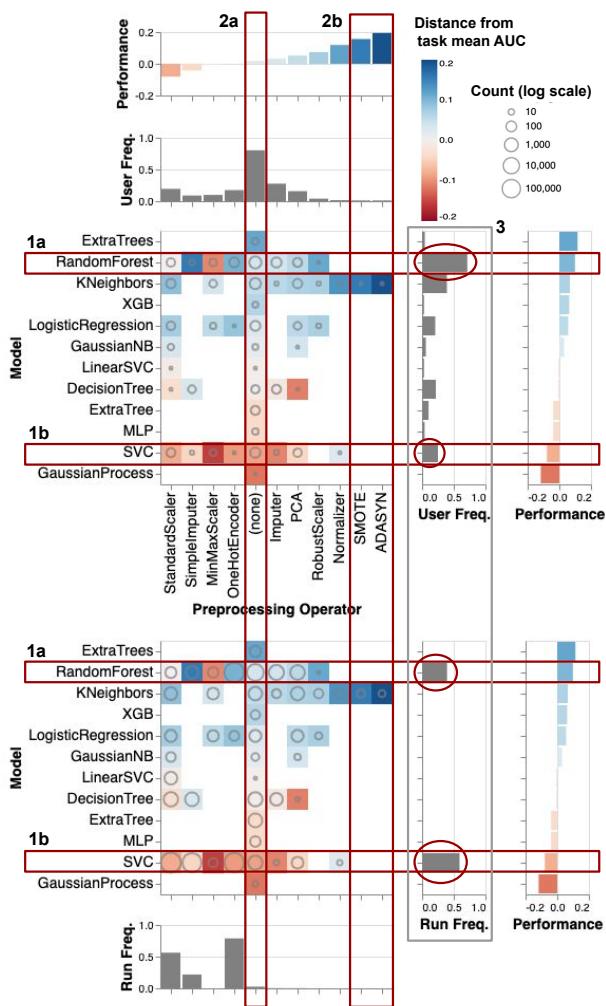 2a
2b
Distance from
task mean AUC
Performance
0.2
0.0
-0.2
0.2
0.1
0.0
-0.1
-0.2
Count (log scale)
10
100
1,000
10,000
100,000
User Freq.
1.0
0.5
0.0
3
1a
1b
Model
ExtraTrees
RandomForest
KNeighbors
XGB
LogisticRegression
GaussianNB
LinearSVC
DecisionTree
ExtraTree
MLP
SVC
GaussianProcess
StandardScaler
SimpleImputer
MinMaxScaler
OneHotEncoder
(none)
Imputer
PCA
RobustScaler
Normalizer
SMOTE
ADASYN
Preprocessing Operator
0.0 0.5 1.0
User Freq.
0.0 0.2
Performance
1a
1b
Model
ExtraTrees
RandomForest
KNeighbors
XGB
LogisticRegression
GaussianNB
LinearSVC
DecisionTree
ExtraTree
MLP
SVC
GaussianProcess
0.0 0.5 1.0
Run Freq.
0.0 0.2
Performance
Run Freq.
1.0
0.5
0.0